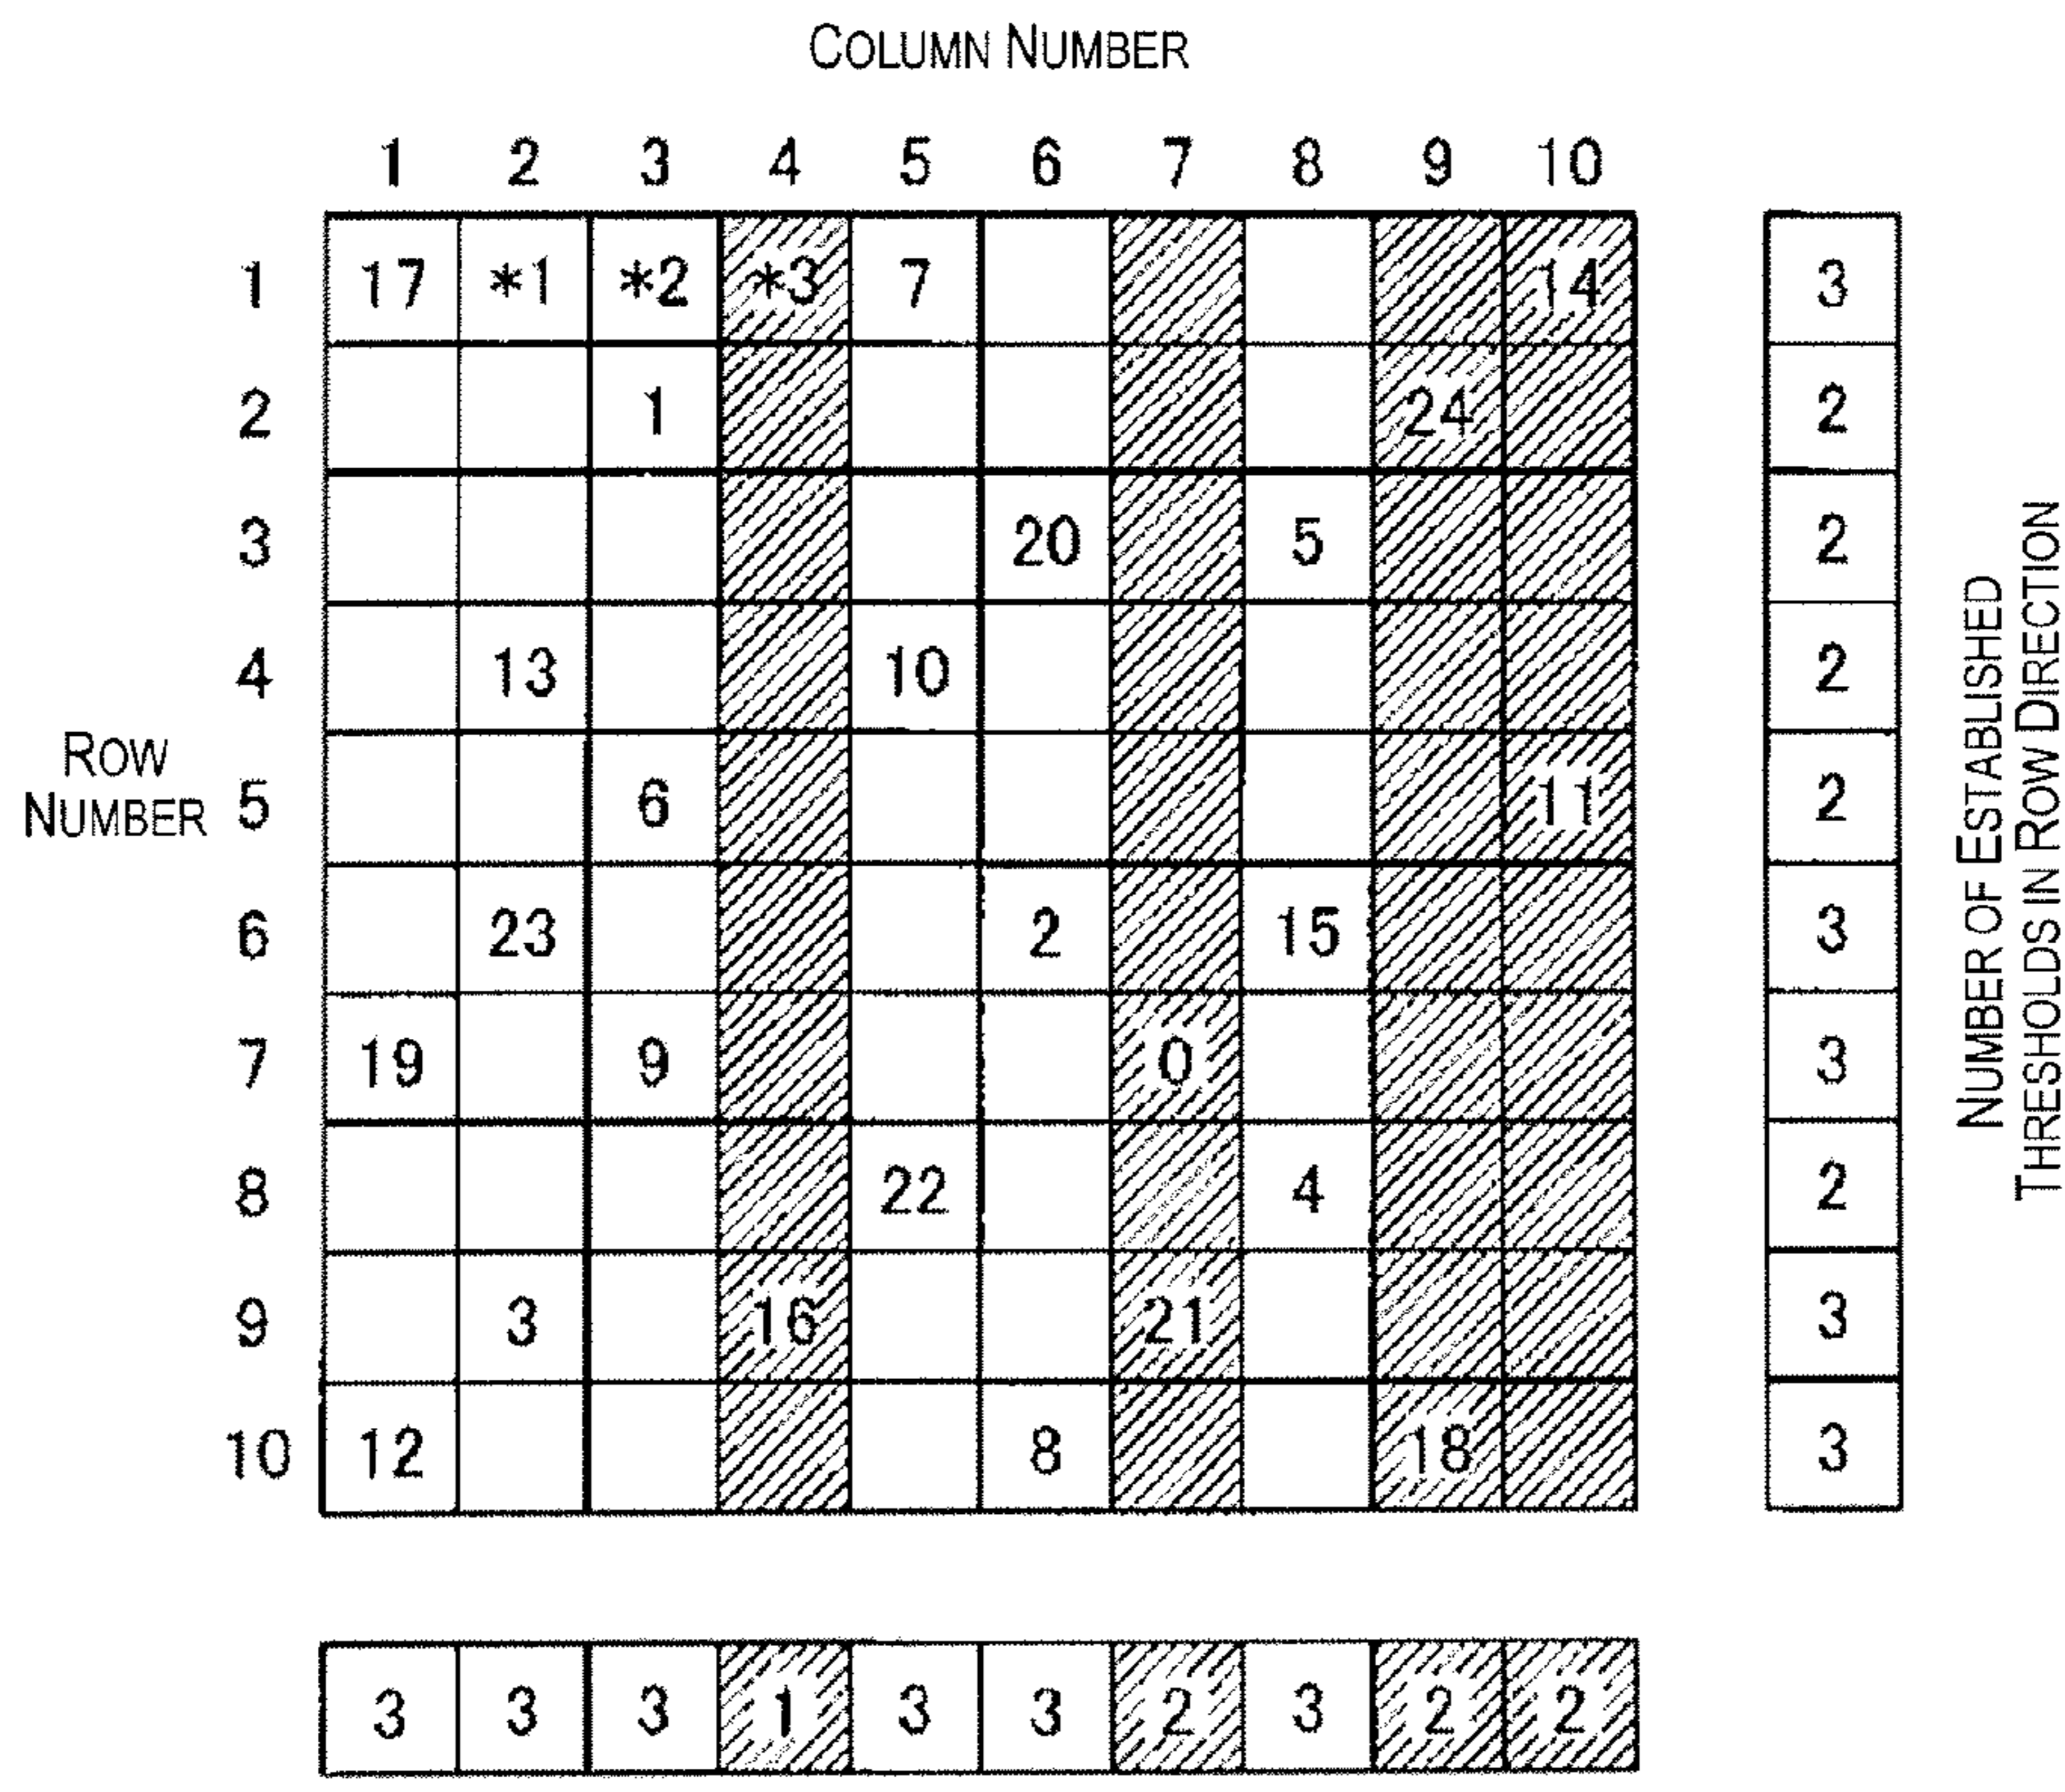 COLUMN NUMBER
1 2 3 4 5 6 7 8 9 10
1 17 *1 *2 *3 7 14 3
2 1 24 2
3 20 5 2
4 13 10 2
ROW
NUMBER
5 6 11 2
6 23 2 15 3
7 19 9 0 3
8 22 4 2
9 3 16 21 3
10 12 8 18 3
NUMBER OF ESTABLISHED
THRESHOLDS IN ROW DIRECTION
3 3 3 1 3 3 2 3 2 2